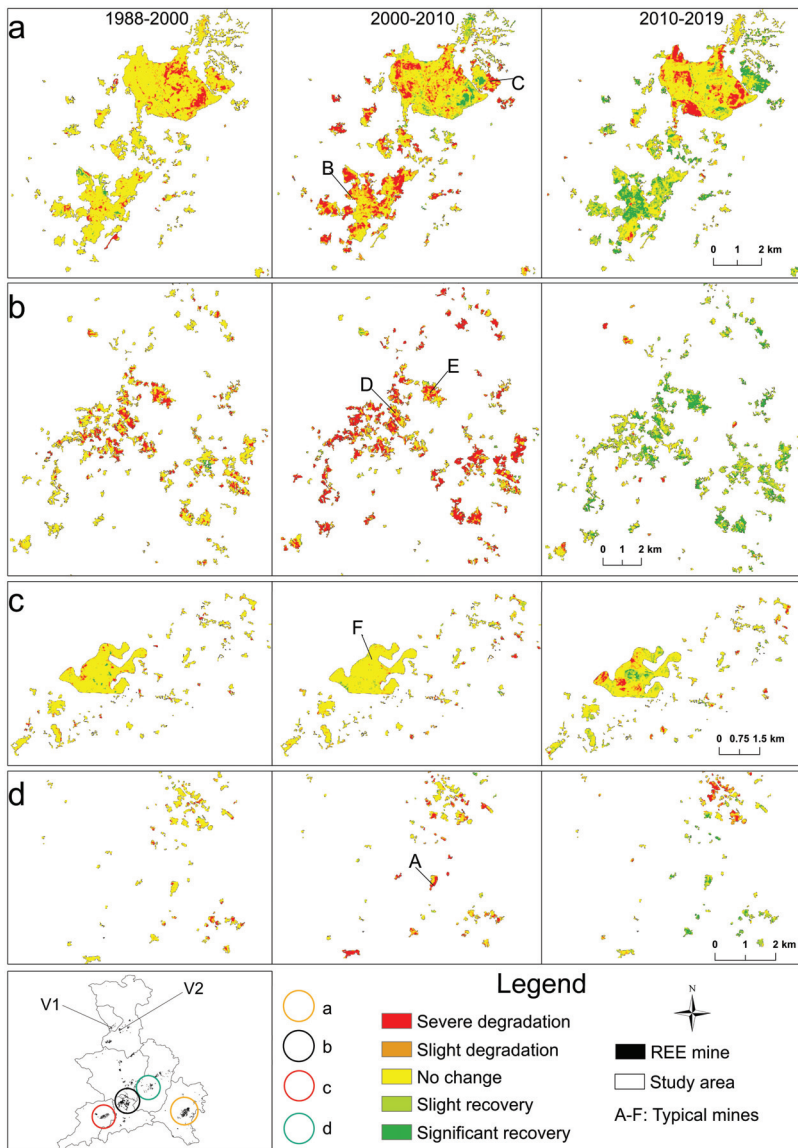 1988-2000 2000-2010 2010-2019
a
C
B
0 1 2 km
b
D E
0 1 2 km
c
F
0 0.75 1.5 km
d
A
0 1 2 km
V1 V2
Legend
N
a
b
c
d
Severe degradation
Slight degradation
No change
Slight recovery
Significant recovery
REE mine
Study area
A-F: Typical mines